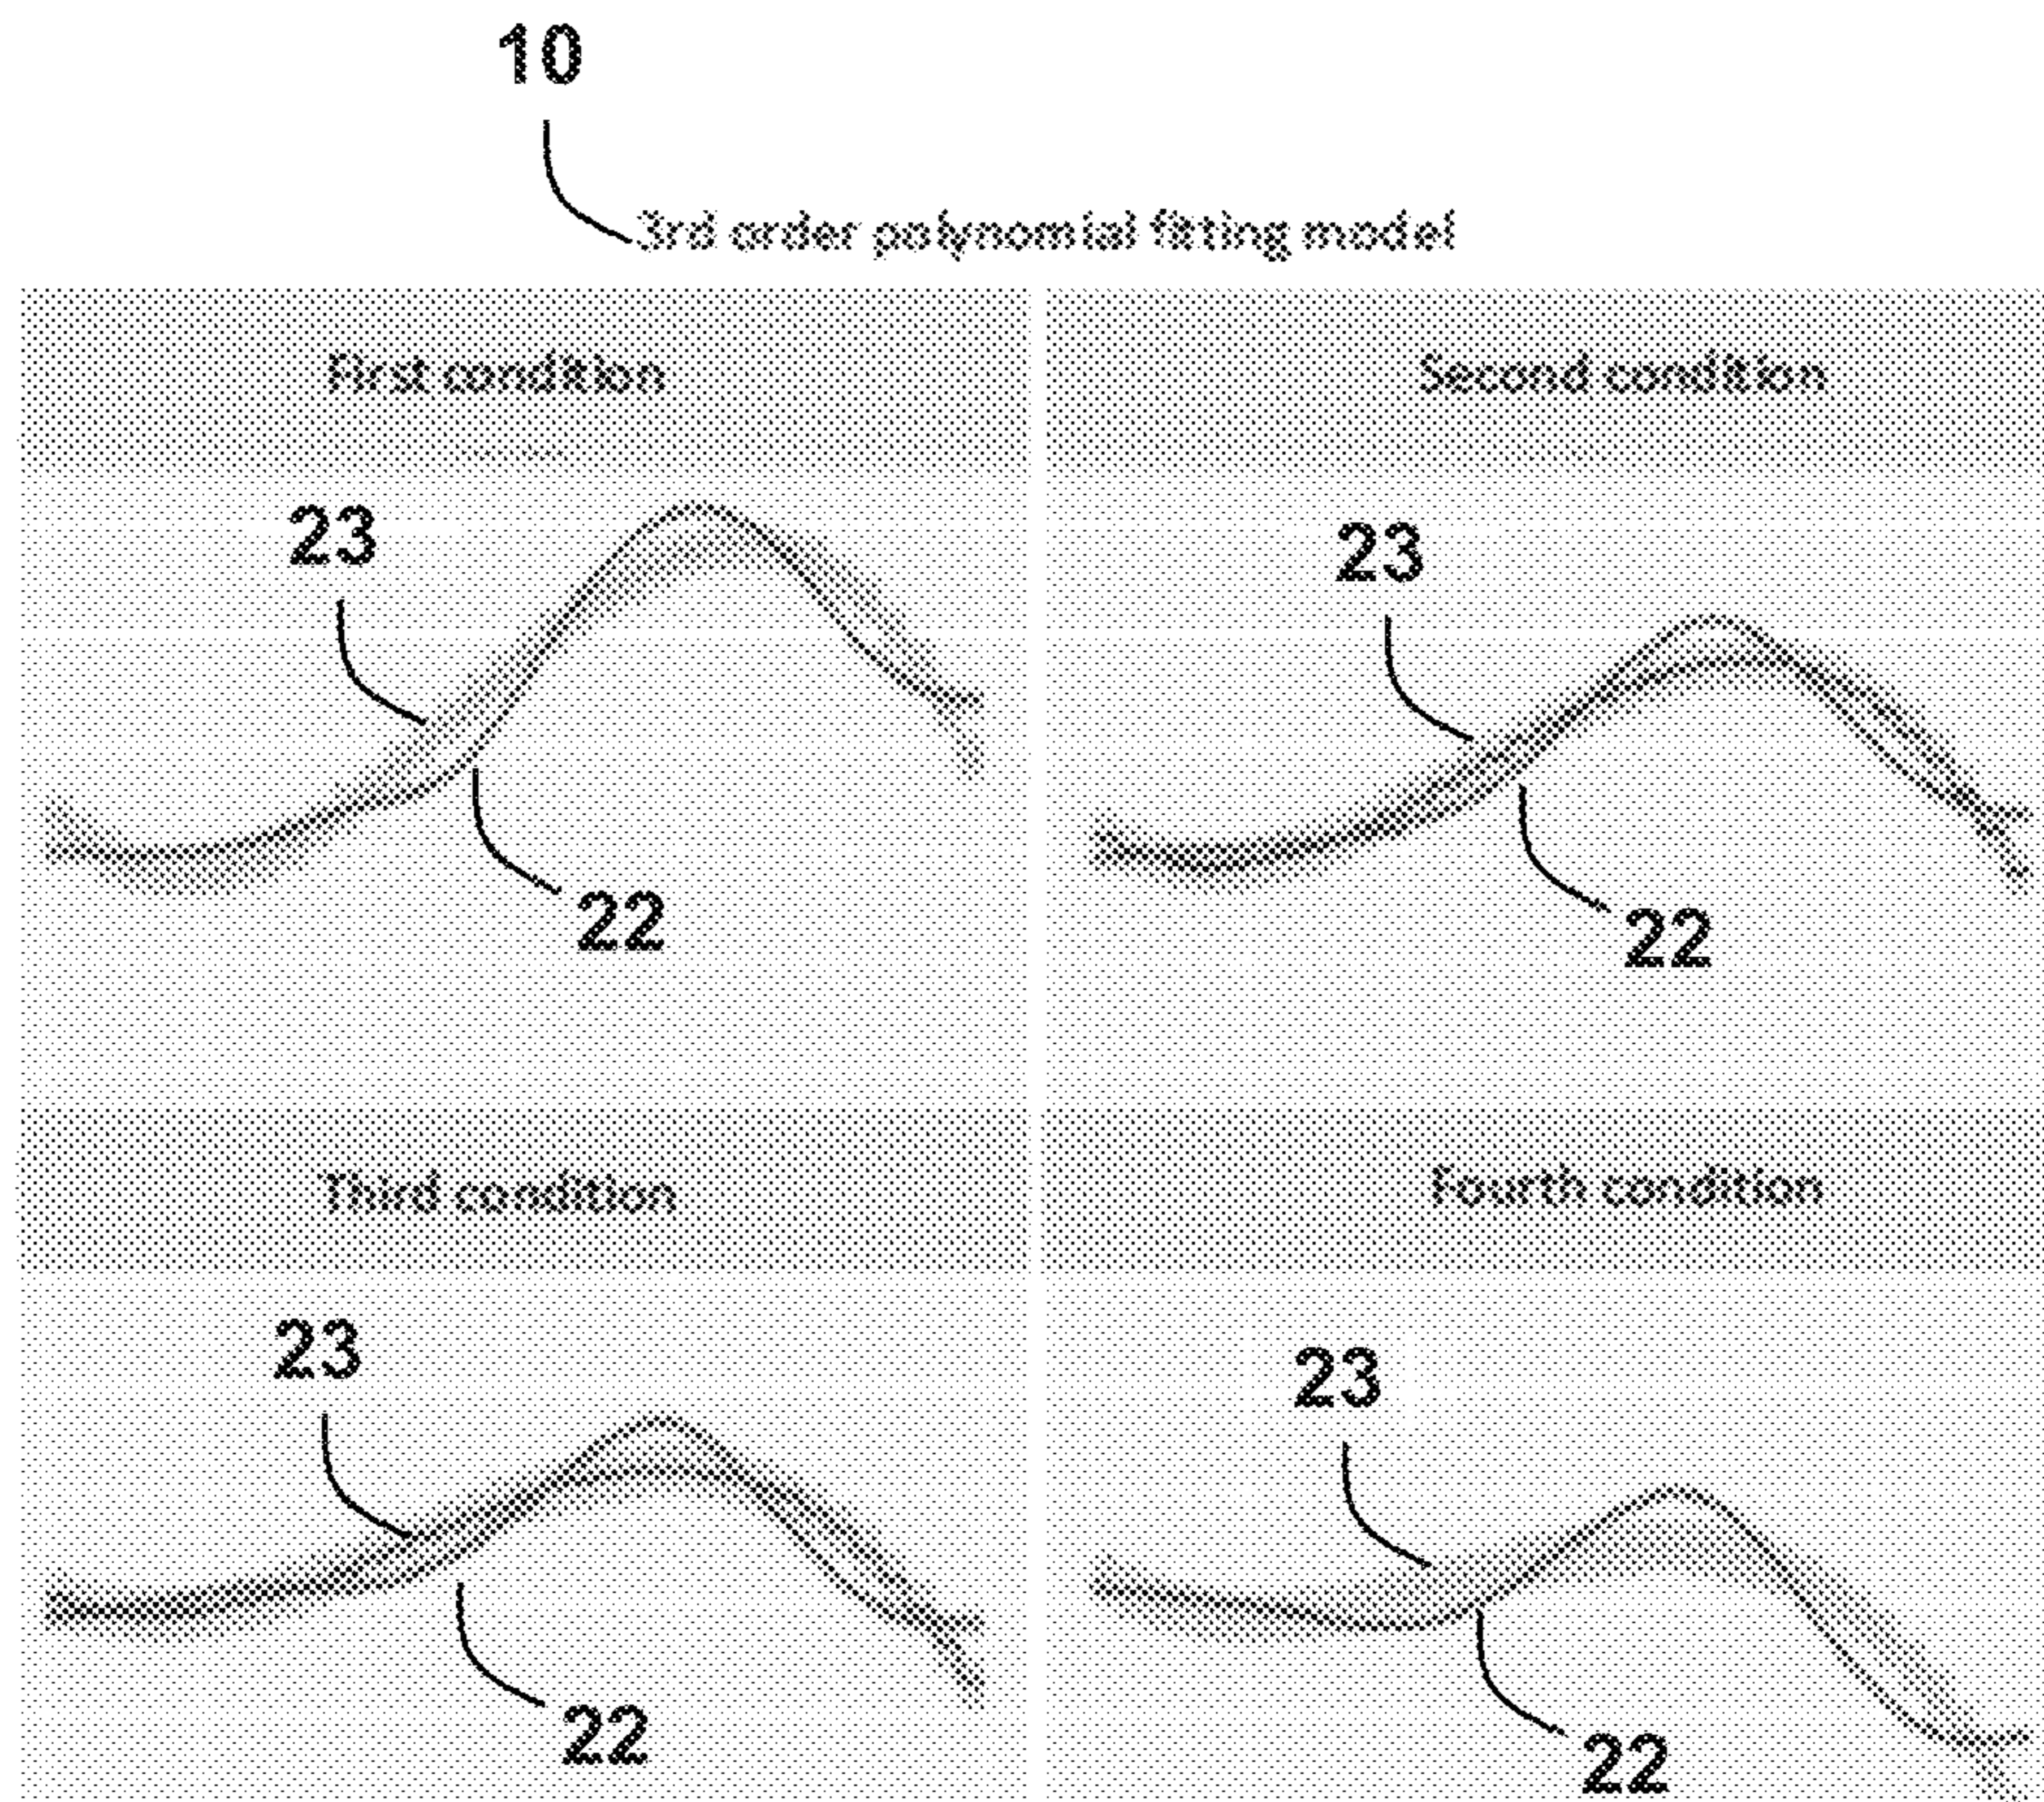 10
3rd order polynomial fitting model
First condition
Second condition
23
23
22
22
Third condition
Fourth condition
23
23
22
22